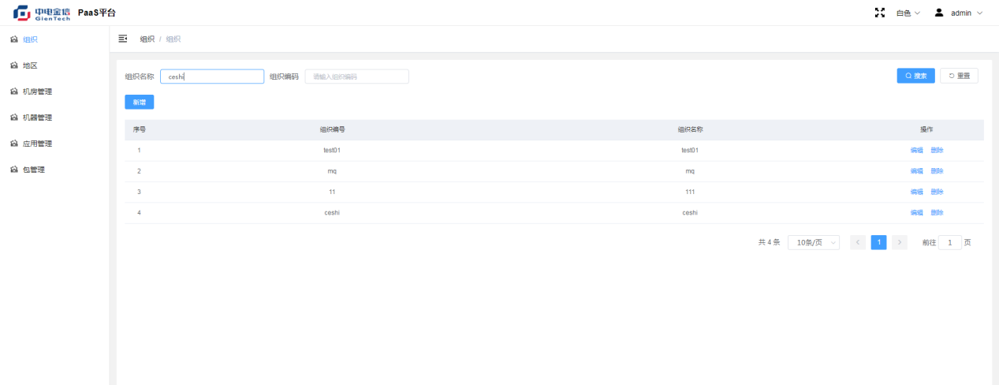 中电金信 GienTech PaaS平台 白色 admin
组织 组织 / 组织
地区
机房管理
机器管理
应用管理
包管理
组织名称 ceshi 组织编码 请输入组织编码 搜索 重置
新增
序号 组织编号 组织名称 操作
1 test01 test01 编辑 删除
2 mq mq 编辑 删除
3 11 111 编辑 删除
4 ceshi ceshi 编辑 删除
共 4 条 10条/页 < 1 > 前往 1 页